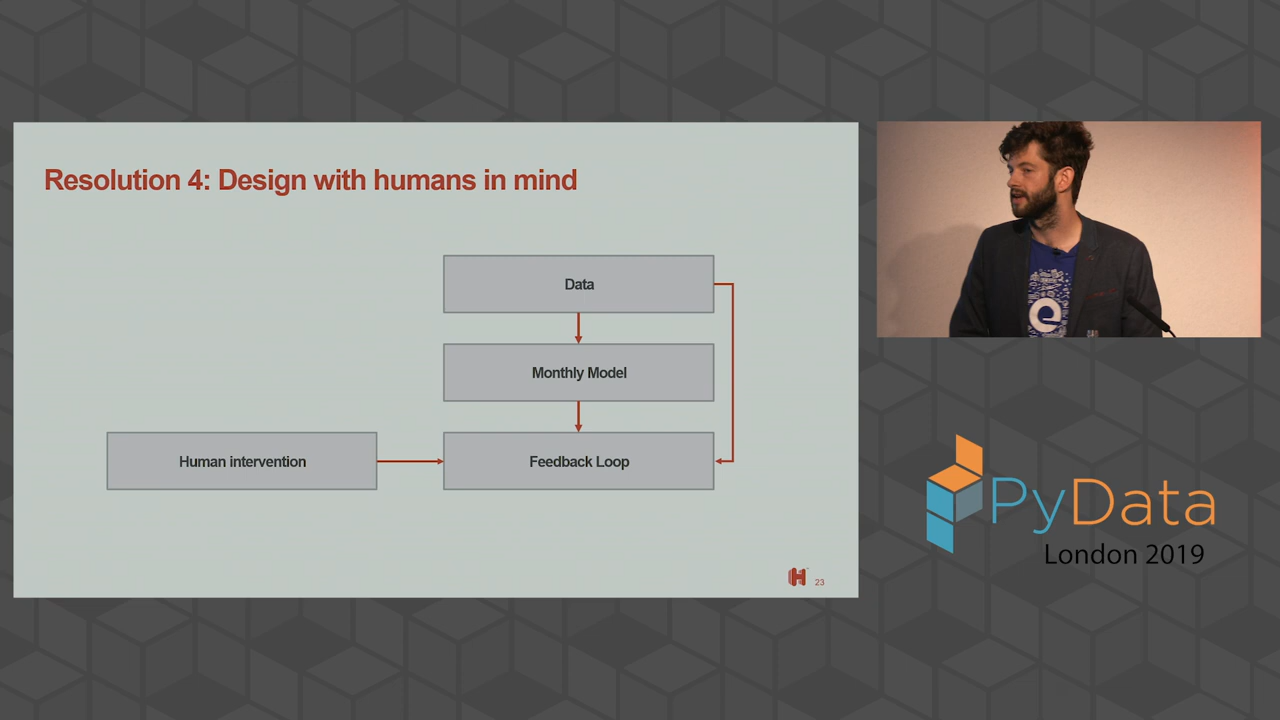 Resolution 4: Design with humans in mind
Data
Monthly Model
Human intervention
Feedback Loop
H
23
e
PyData
London 2019